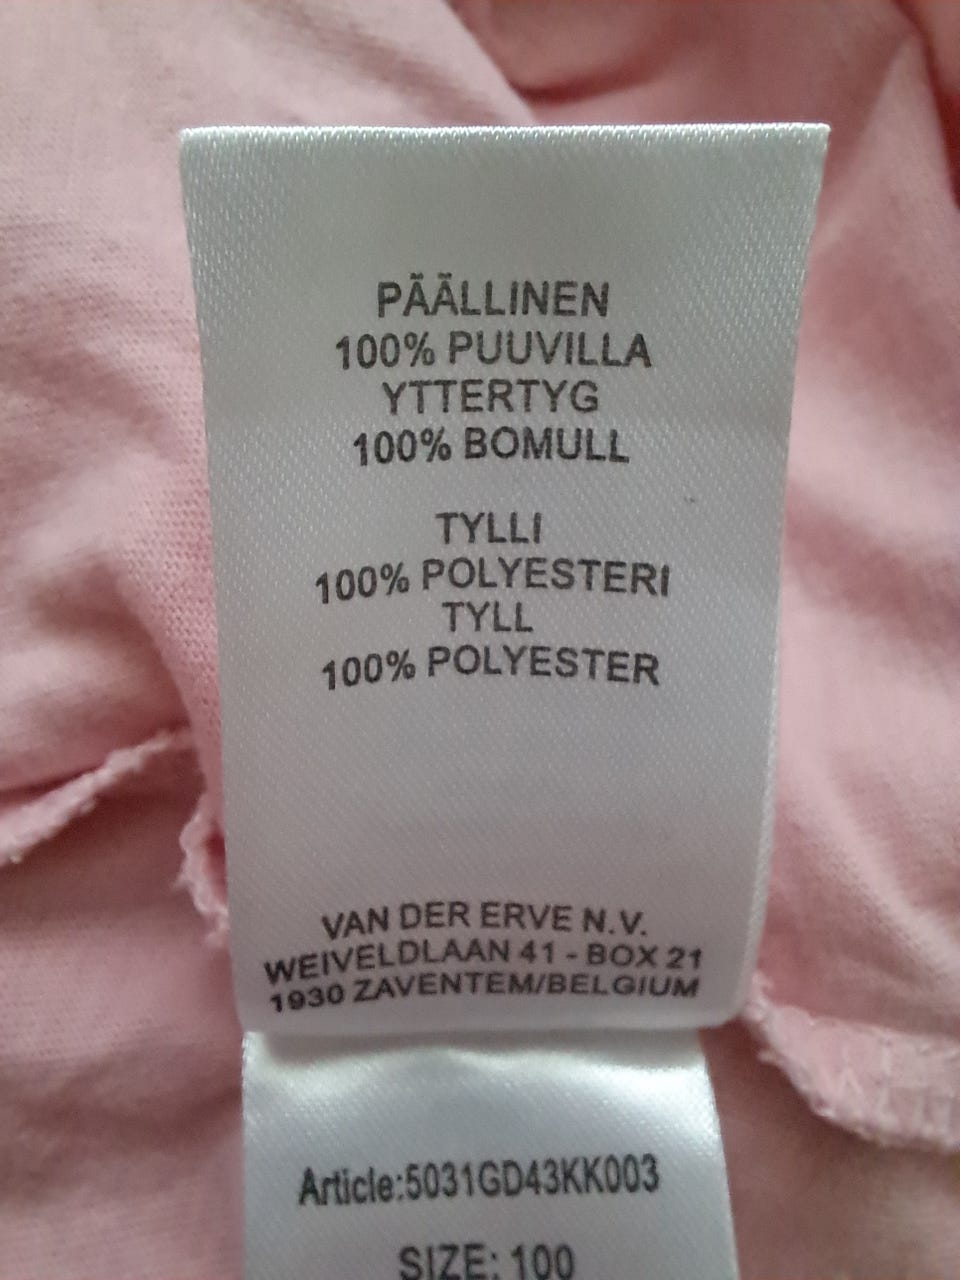 PÄÄLLINEN
100% PUUVILLA
YTTERTYG
100% BOMULL
TYLLI
100% POLYESTERI
TYLL
100% POLYESTER
VAN DER ERVE N.V.
WEIVELDLAAN 41 - BOX 21
1930 ZAVENTEM/BELGIUM
Article:5031GD43KK003
SIZE: 100